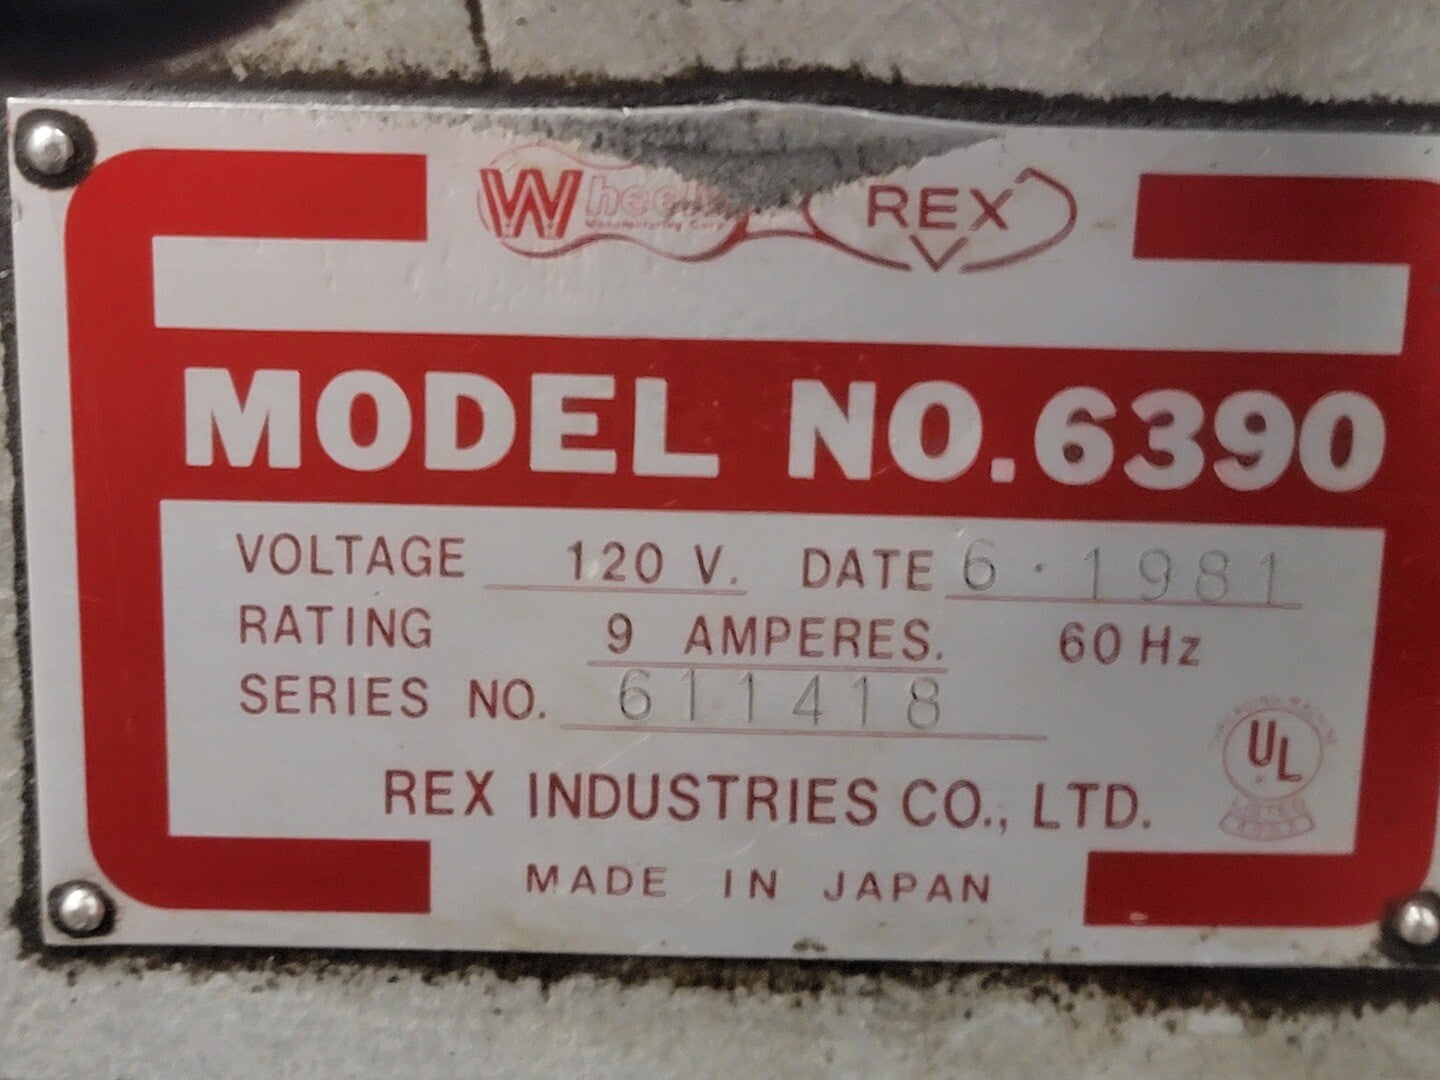 REX
MODEL NO.6390
VOLTAGE 120 V. DATE 6·1981
RATING 9 AMPERES. 60 Hz
SERIES NO. 611418
UL
REX INDUSTRIES CO., LTD.
MADE IN JAPAN